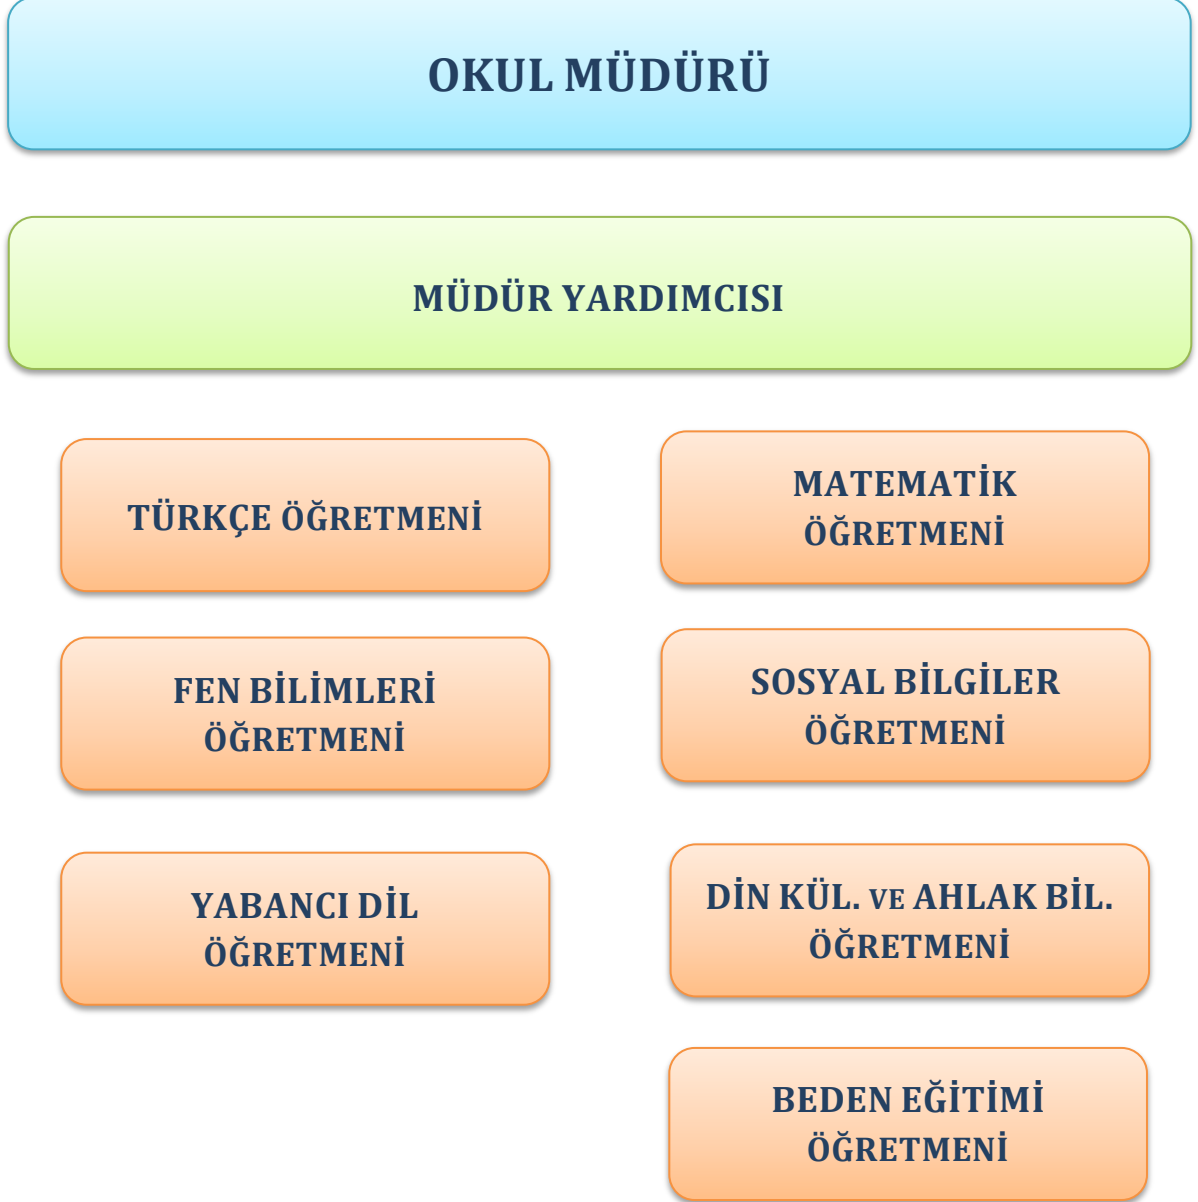 OKUL MÜDÜRÜ
MÜDÜR YARDIMCISI
TÜRKÇE ÖĞRETMENİ
MATEMATİK
ÖĞRETMENİ
FEN BİLİMLERİ
ÖĞRETMENİ
SOSYAL BİLGİLER
ÖĞRETMENİ
YABANCI DİL
ÖĞRETMENİ
DİN KÜL. VE AHLAK BİL.
ÖĞRETMENİ
BEDEN EĞİTİMİ
ÖĞRETMENİ